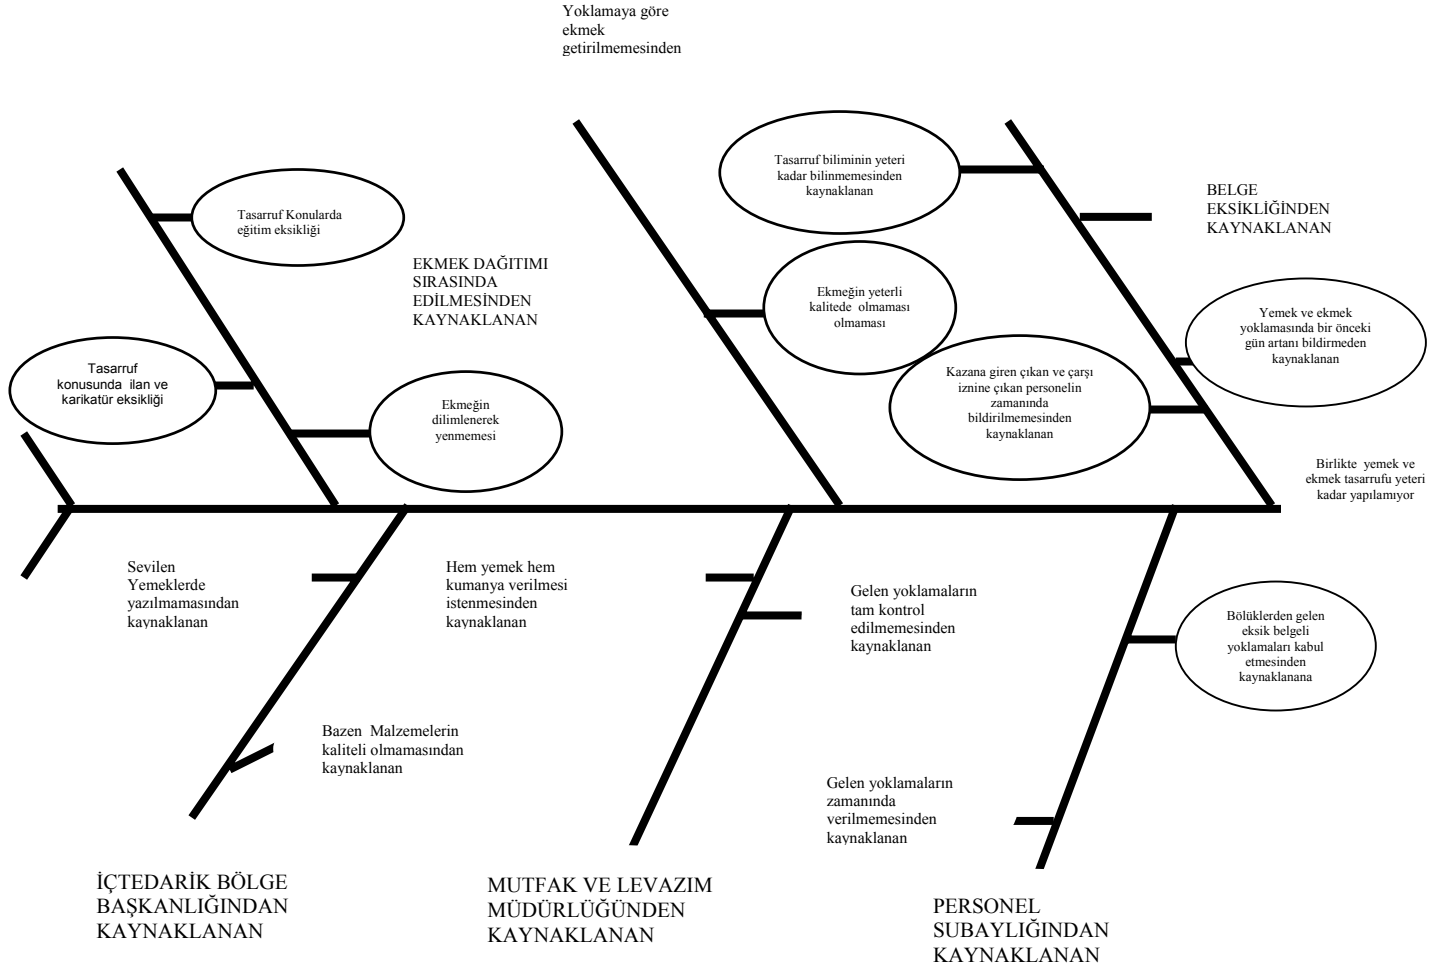 Yoklamaya göre
ekmek
getirilmemesinden
Tasarruf biliminin yeteri
kadar bilinmemesinden
kaynaklanan
BELGE
EKSİKLİĞİNDEN
KAYNAKLANAN
Tasarruf Konularda
eğitim eksikliği
EKMEK DAĞITIMI
SIRASINDA
EDİLMESİNDEN
KAYNAKLANAN
Ekmeğin yeterli
kalitede olmaması
olmaması
Yemek ve ekmek
yoklamasında bir önceki
gün artanı bildirmeden
kaynaklanan
Tasarruf
konusunda ilan ve
karikatür eksikliği
Ekmeğin
dilimlenerek
yenmemesi
Kazana giren çıkan ve çarşı
iznine çıkan personelin
zamanında
bildirilmemesinden
kaynaklanan
Birlikte yemek ve
ekmek tasarrufu yeteri
kadar yapılamıyor
Sevilen
Yemeklerde
yazılmamasından
kaynaklanan
Hem yemek hem
kumanya verilmesi
istenmesinden
kaynaklanan
Gelen yoklamaların
tam kontrol
edilmemesinden
kaynaklanan
Bölüklerden gelen
eksik belgeli
yoklamaları kabul
etmesinden
kaynaklanana
Bazen Malzemelerin
kaliteli olmamasından
kaynaklanan
Gelen yoklamaların
zamanında
verilmemesinden
kaynaklanan
İÇTEDARİK BÖLGE
BAŞKANLIĞINDAN
KAYNAKLANAN
MUTFAK VE LEVAZIM
MÜDÜRLÜĞÜNDEN
KAYNAKLANAN
PERSONEL
SUBAYLIĞINDAN
KAYNAKLANAN